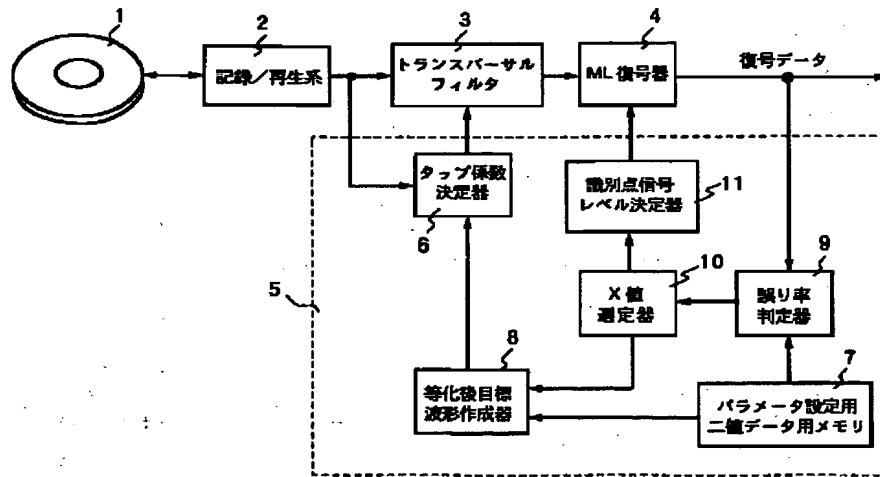 1
2
記録/再生系
3
トランスバーサル
フィルタ
4
ML復号器
復号データ
タップ係数
決定器
6
識別点信号
レベル決定器
11
5
X値
選定器
10
誤り率
判定器
9
等化後目標
波形作成器
8
パラメータ設定用
二値データ用メモリ
7